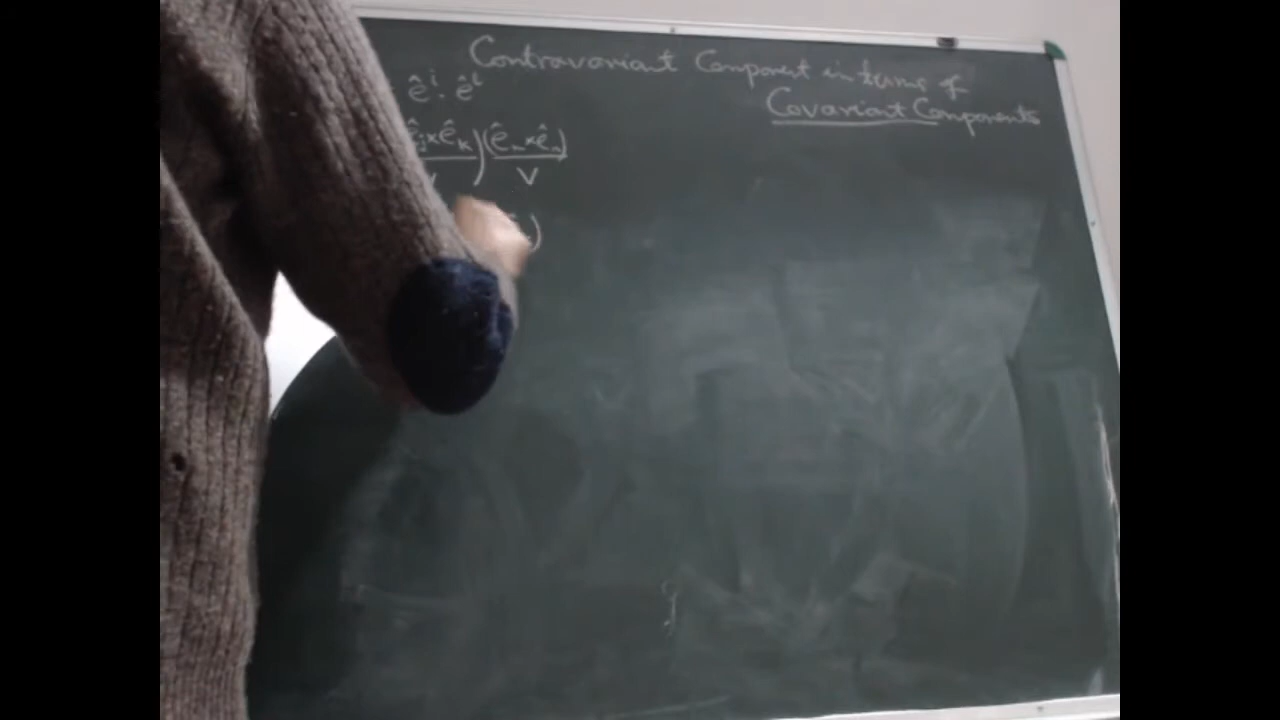 Contravariant Component in terms of
Covariant Components
ê^i . ê^l
ê_j × ê_k ) ( ê_m × ê_n )
V
)